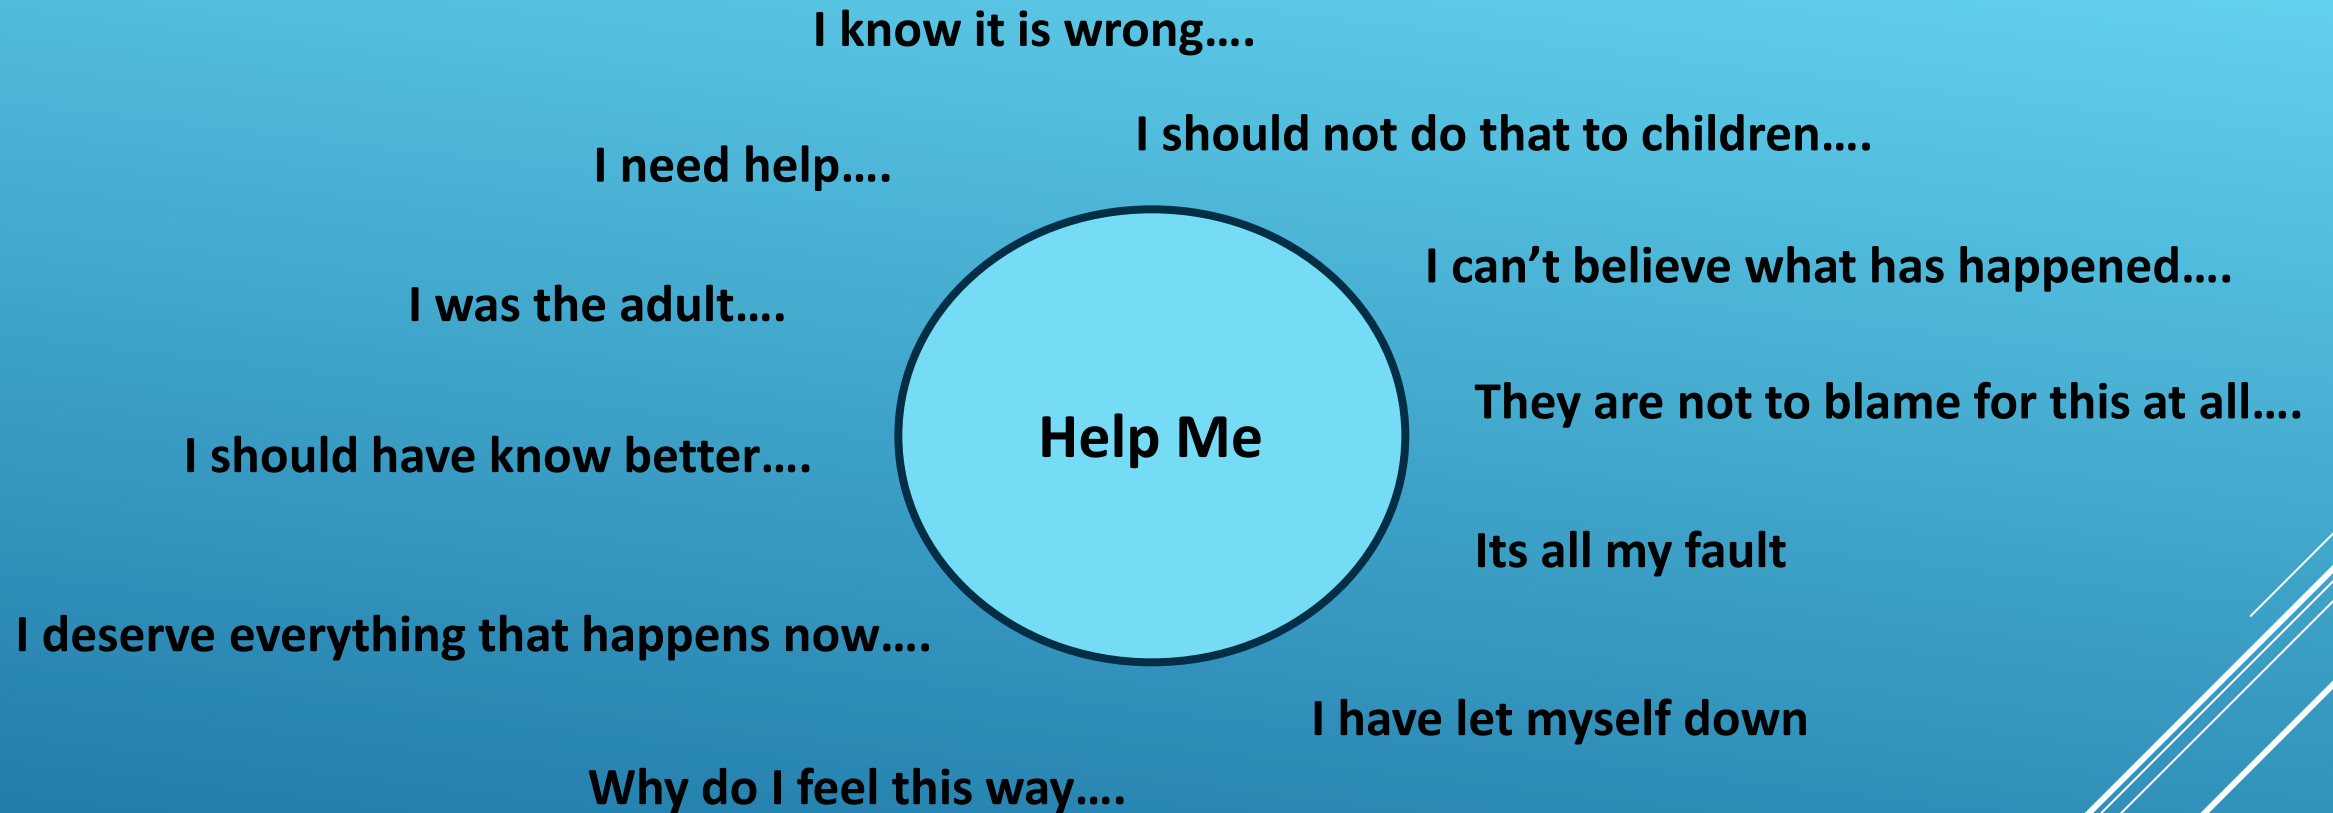 I know it is wrong….
I should not do that to children….
I need help….
I can’t believe what has happened….
I was the adult….
They are not to blame for this at all….
Help Me
I should have know better….
Its all my fault
I deserve everything that happens now….
I have let myself down
Why do I feel this way….